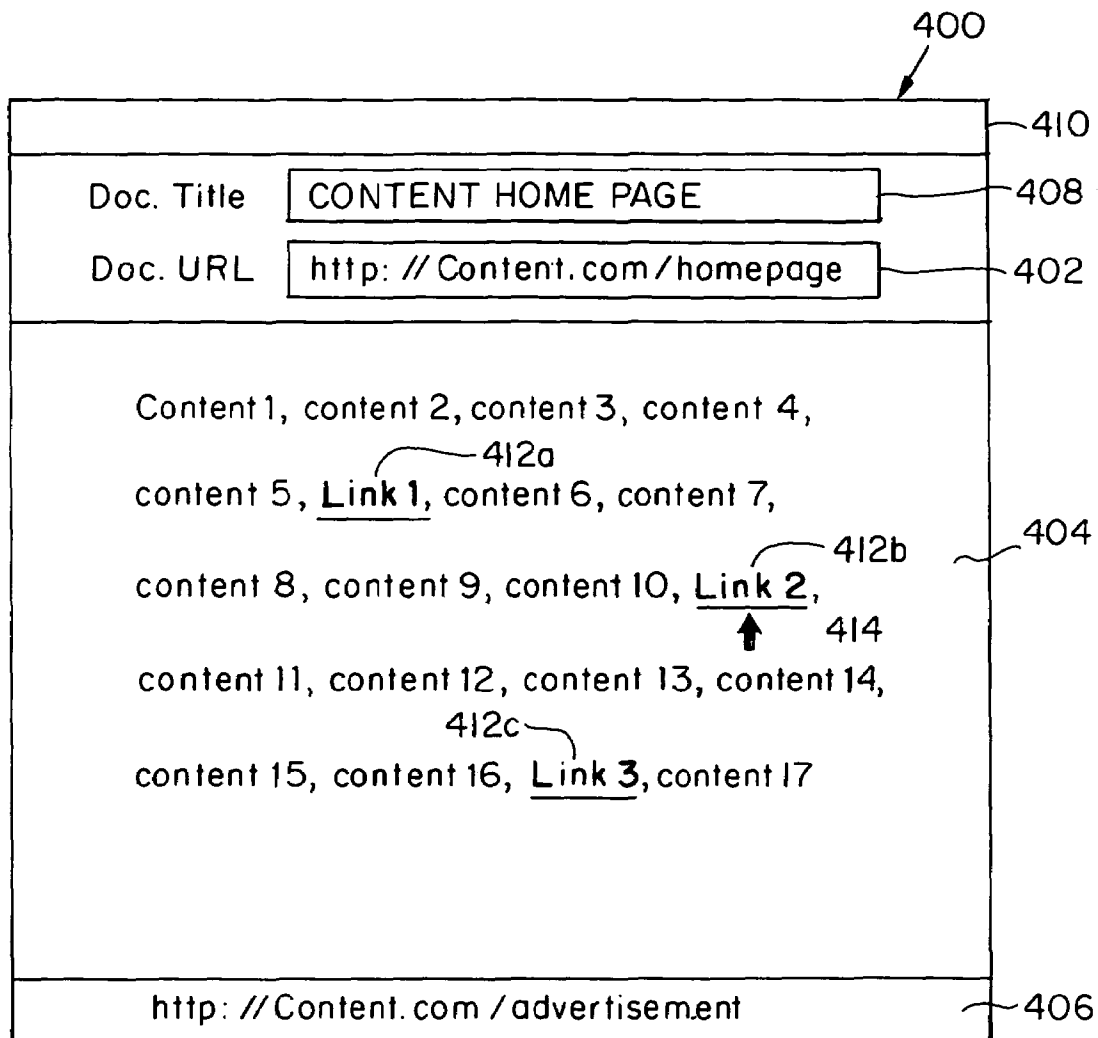 400
410
Doc. Title CONTENT HOME PAGE 408
Doc. URL http: //Content.com/homepage 402
Content 1, content 2, content 3, content 4,
412a
content 5, Link 1, content 6, content 7,
404
412b
content 8, content 9, content 10, Link 2,
414
content 11, content 12, content 13, content 14,
412c
content 15, content 16, Link 3, content 17
http: //Content.com /advertisement 406